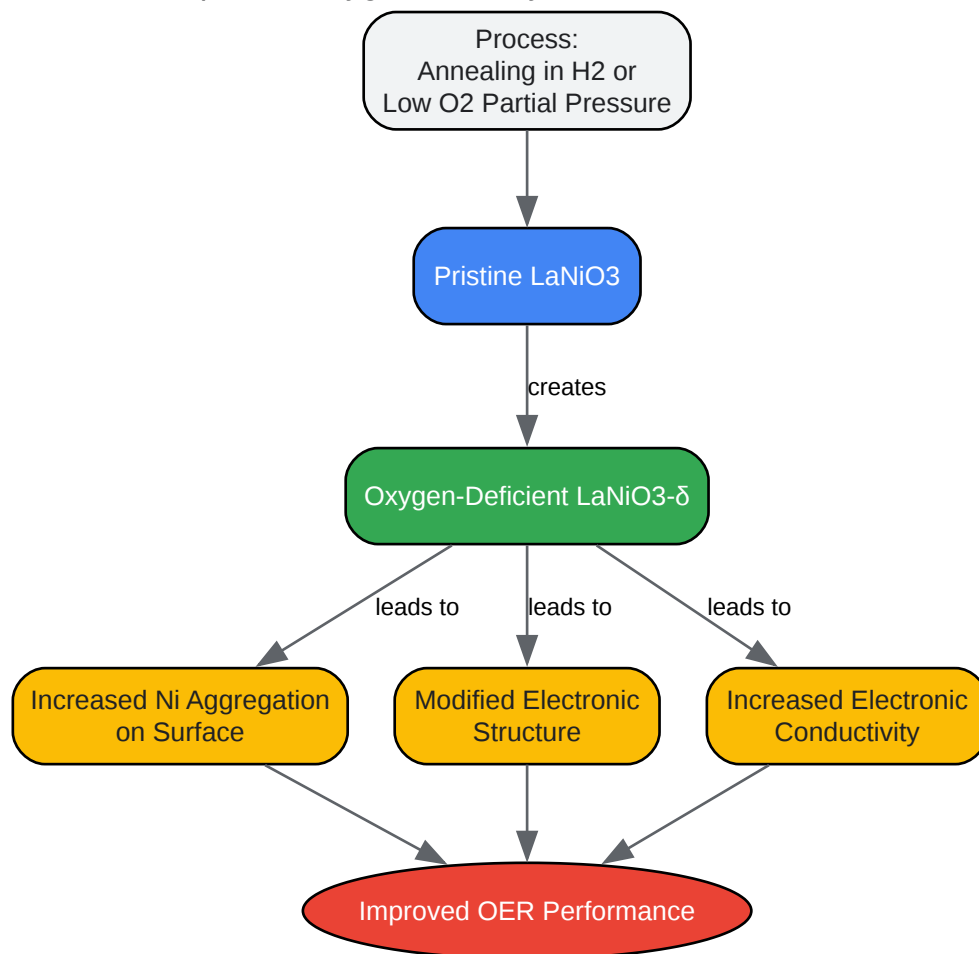 Process:
Annealing in H2 or
Low O2 Partial Pressure
Pristine LaNiO3
creates
Oxygen-Deficient LaNiO3-δ
leads to
leads to
leads to
Increased Ni Aggregation
on Surface
Modified Electronic
Structure
Increased Electronic
Conductivity
Improved OER Performance